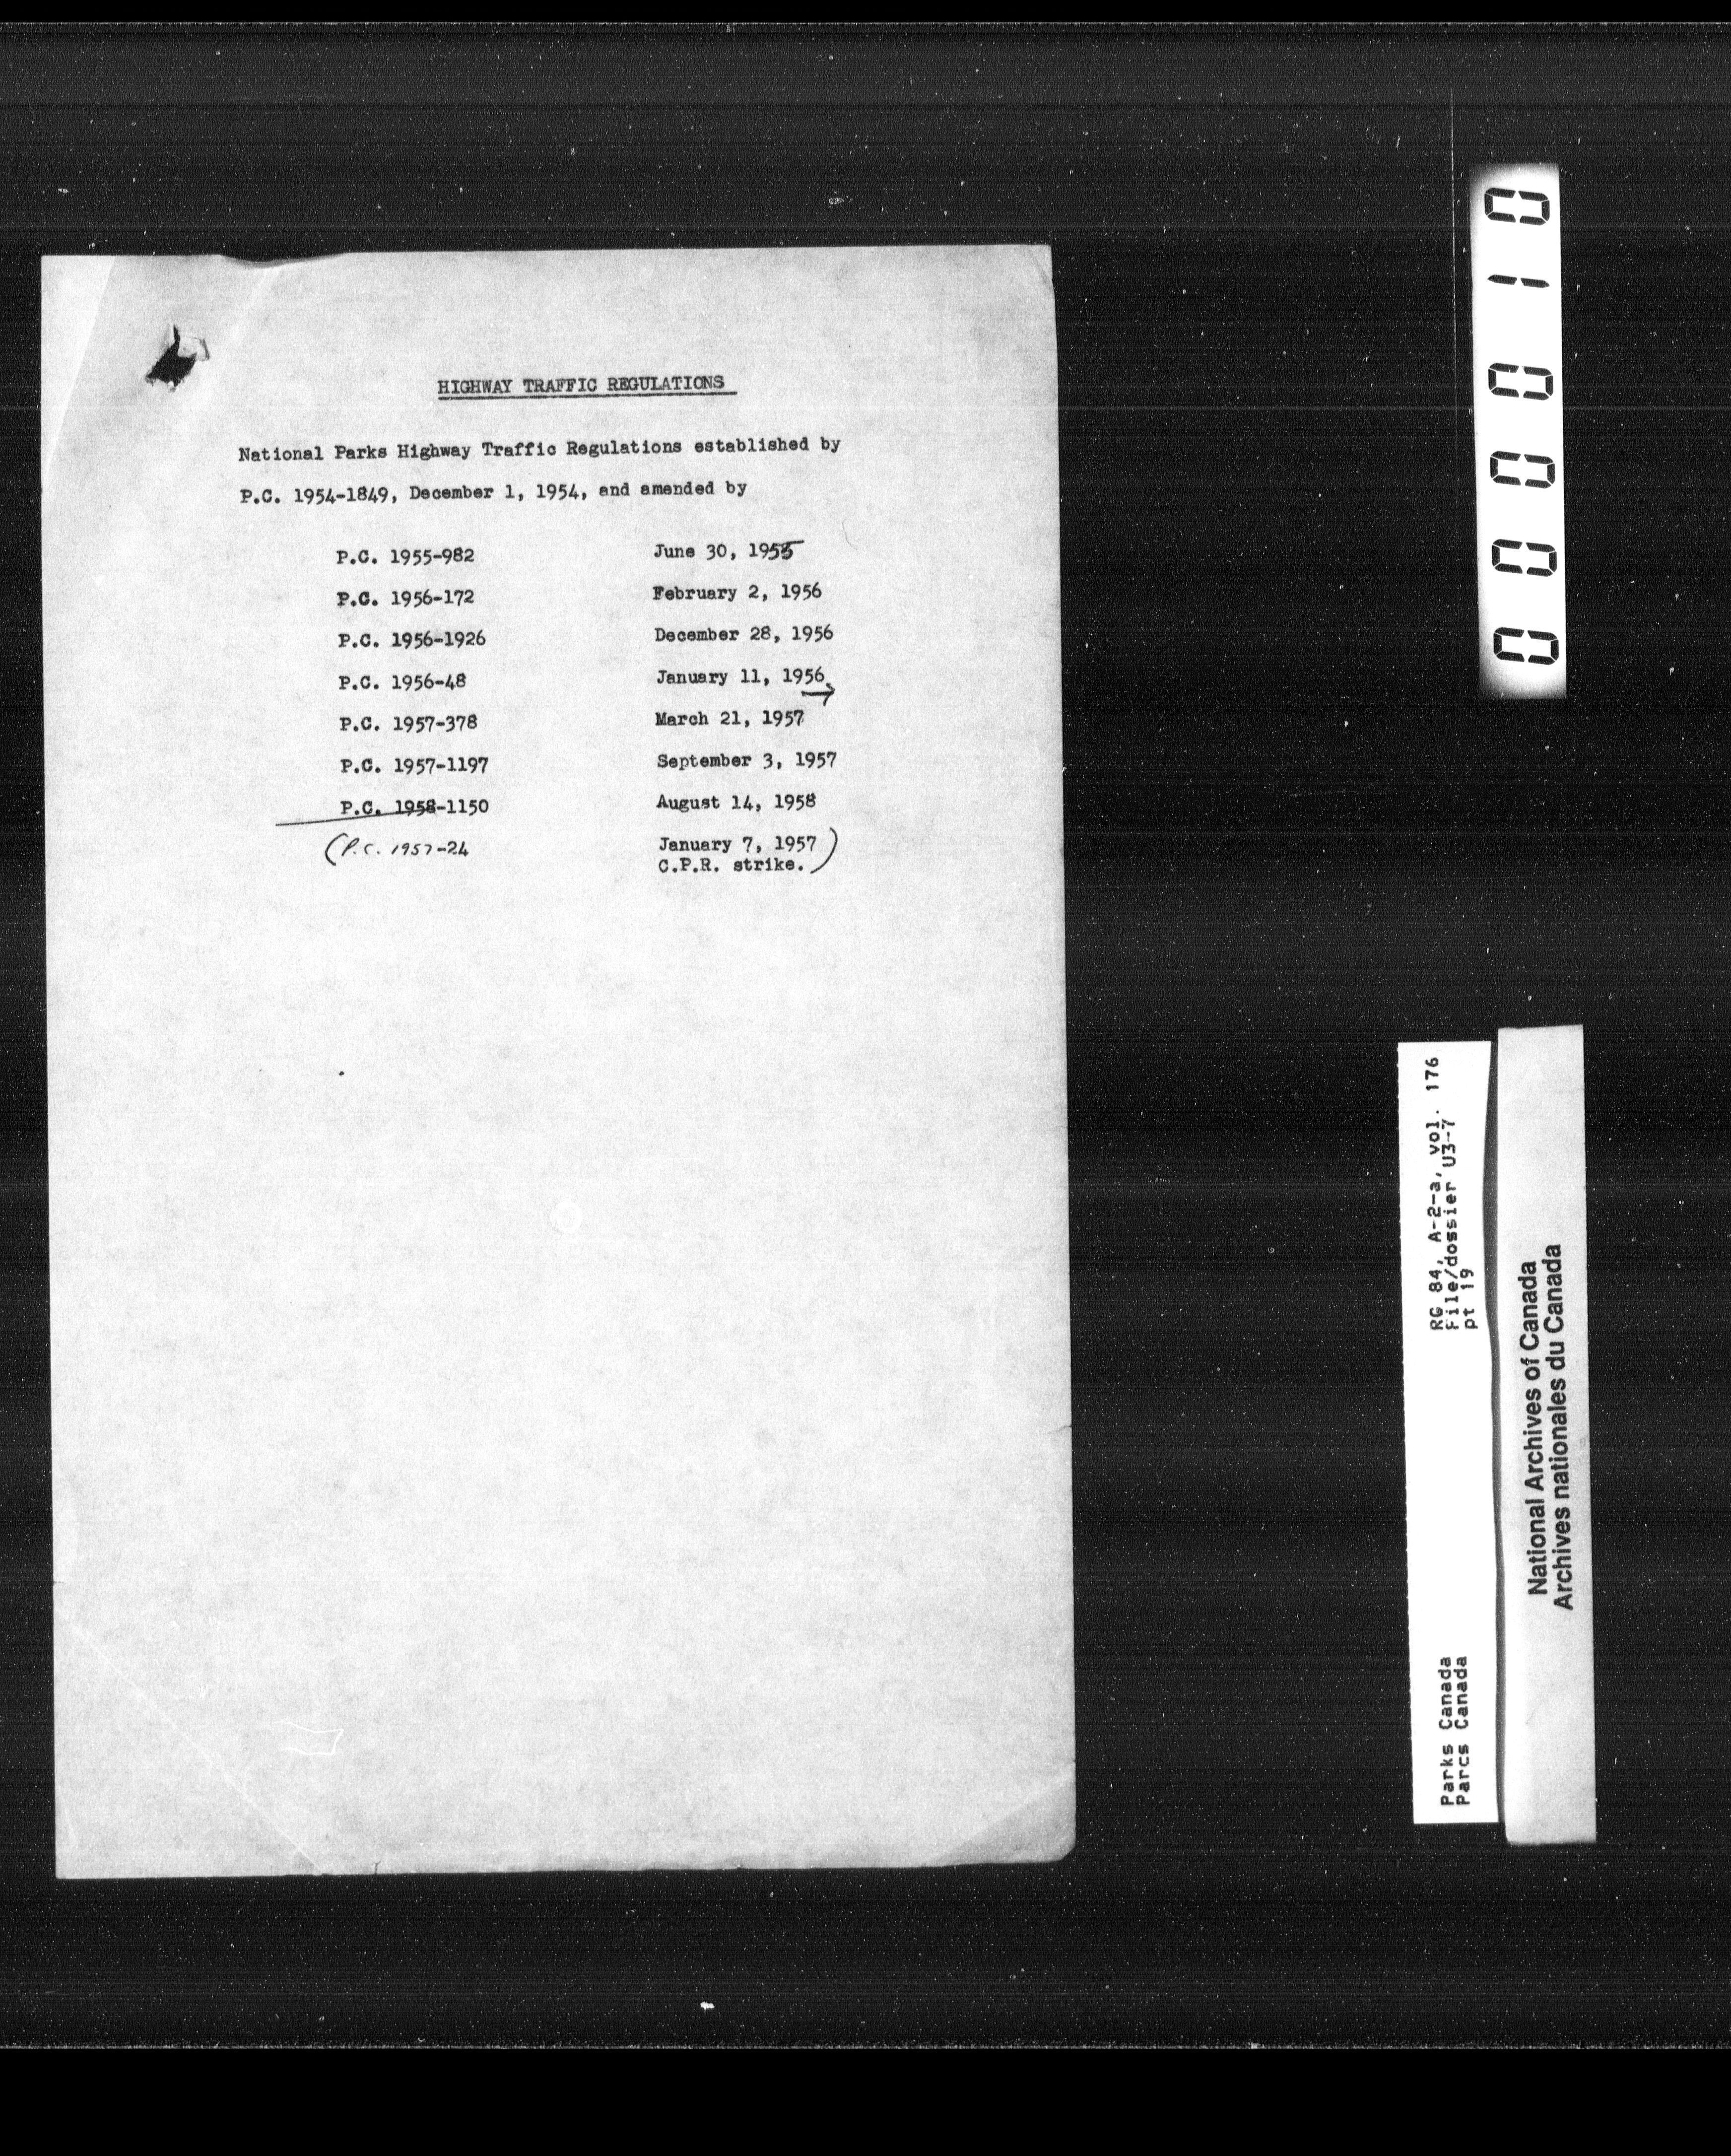 HIGHWAY TRAFFIC REGULATIONS
National Parks Highway Traffic Regulations established by
P.C. 1954-1849, December 1, 1954, and amended by
P.C. 1955-982 June 30, 1955
P.C. 1956-172 February 2, 1956
P.C. 1956-1926 December 28, 1956
P.C. 1956-48 January 11, 1956
P.C. 1957-378 March 21, 1957
P.C. 1957-1197 September 3, 1957
P.C. 1958-1150 August 14, 1958
(P.C. 1957-24 January 7, 1957
C.P.R. strike.)
000010
RG 84, A-2-a, vol. 176
File/dossier U3-7
pt 19
Parks Canada
Parcs Canada
National Archives of Canada
Archives nationales du Canada